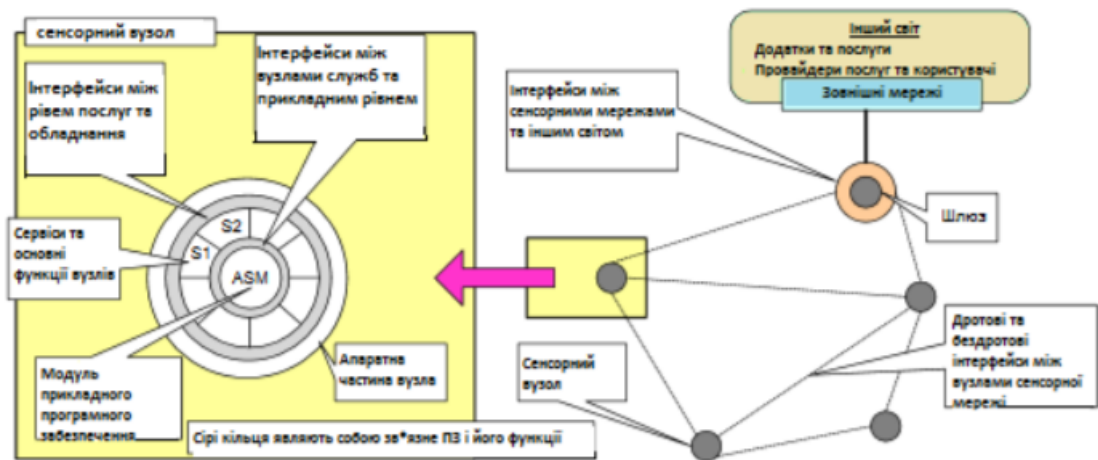 сенсорний вузол
Інтерфейси між
рівем послуг та
обладнання
Інтерфейси між
вузлами служб та
прикладним рівнем
Сервіси та
основні
функції вузлів
S1
S2
ASM
Модуль
прикладного
програмного
забезпечення
Апаратна
частина вузла
Сірі кільця являють собою зв*язне ПЗ і його функції
Інший світ
Додатки та послуги
Провайдери послуг та користувачі
Зовнішні мережі
Інтерфейси між
сенсорними мережами
та іншим світом
Шлюз
Сенсорний
вузол
Дротові та
бездротові
інтерфейси між
вузлами сенсорної
мережі